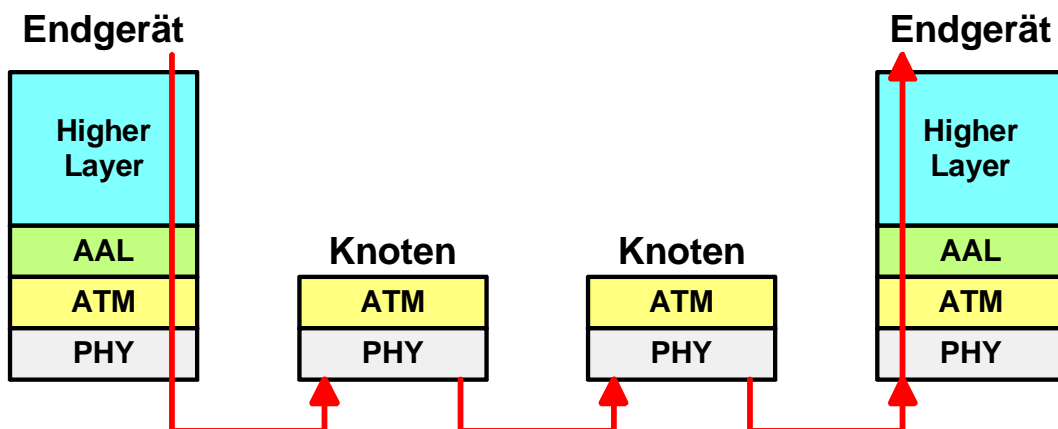 Endgerät
Endgerät
Higher
Layer
Higher
Layer
AAL
Knoten
Knoten
AAL
ATM
ATM
ATM
ATM
PHY
PHY
PHY
PHY